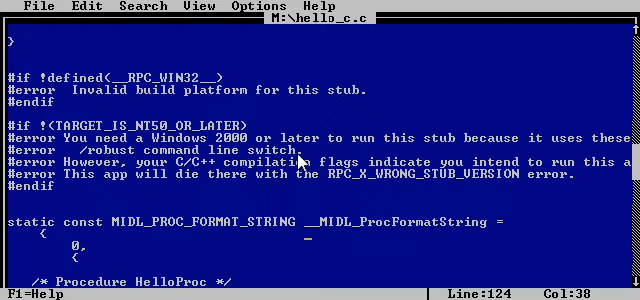 File Edit Search View Options Help
M:\hello_c.c
}
#if !defined(__RPC_WIN32__)
#error  Invalid build platform for this stub.
#endif
#if !(TARGET_IS_NT50_OR_LATER)
#error You need a Windows 2000 or later to run this stub because it uses these
#error   /robust command line switch.
#error However, your C/C++ compilation flags indicate you intend to run this a
#error This app will die there with the RPC_X_WRONG_STUB_VERSION error.
#endif
static const MIDL_PROC_FORMAT_STRING __MIDL_ProcFormatString =
{
0,
{
/* Procedure HelloProc */
F1=Help Line:124 Col:38